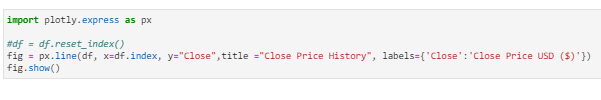 import plotly.express as px
#df = df.reset_index()
fig = px.line(df, x=df.index, y="Close",title ="Close Price History", labels={'Close':'Close Price USD ($)'})
fig.show()